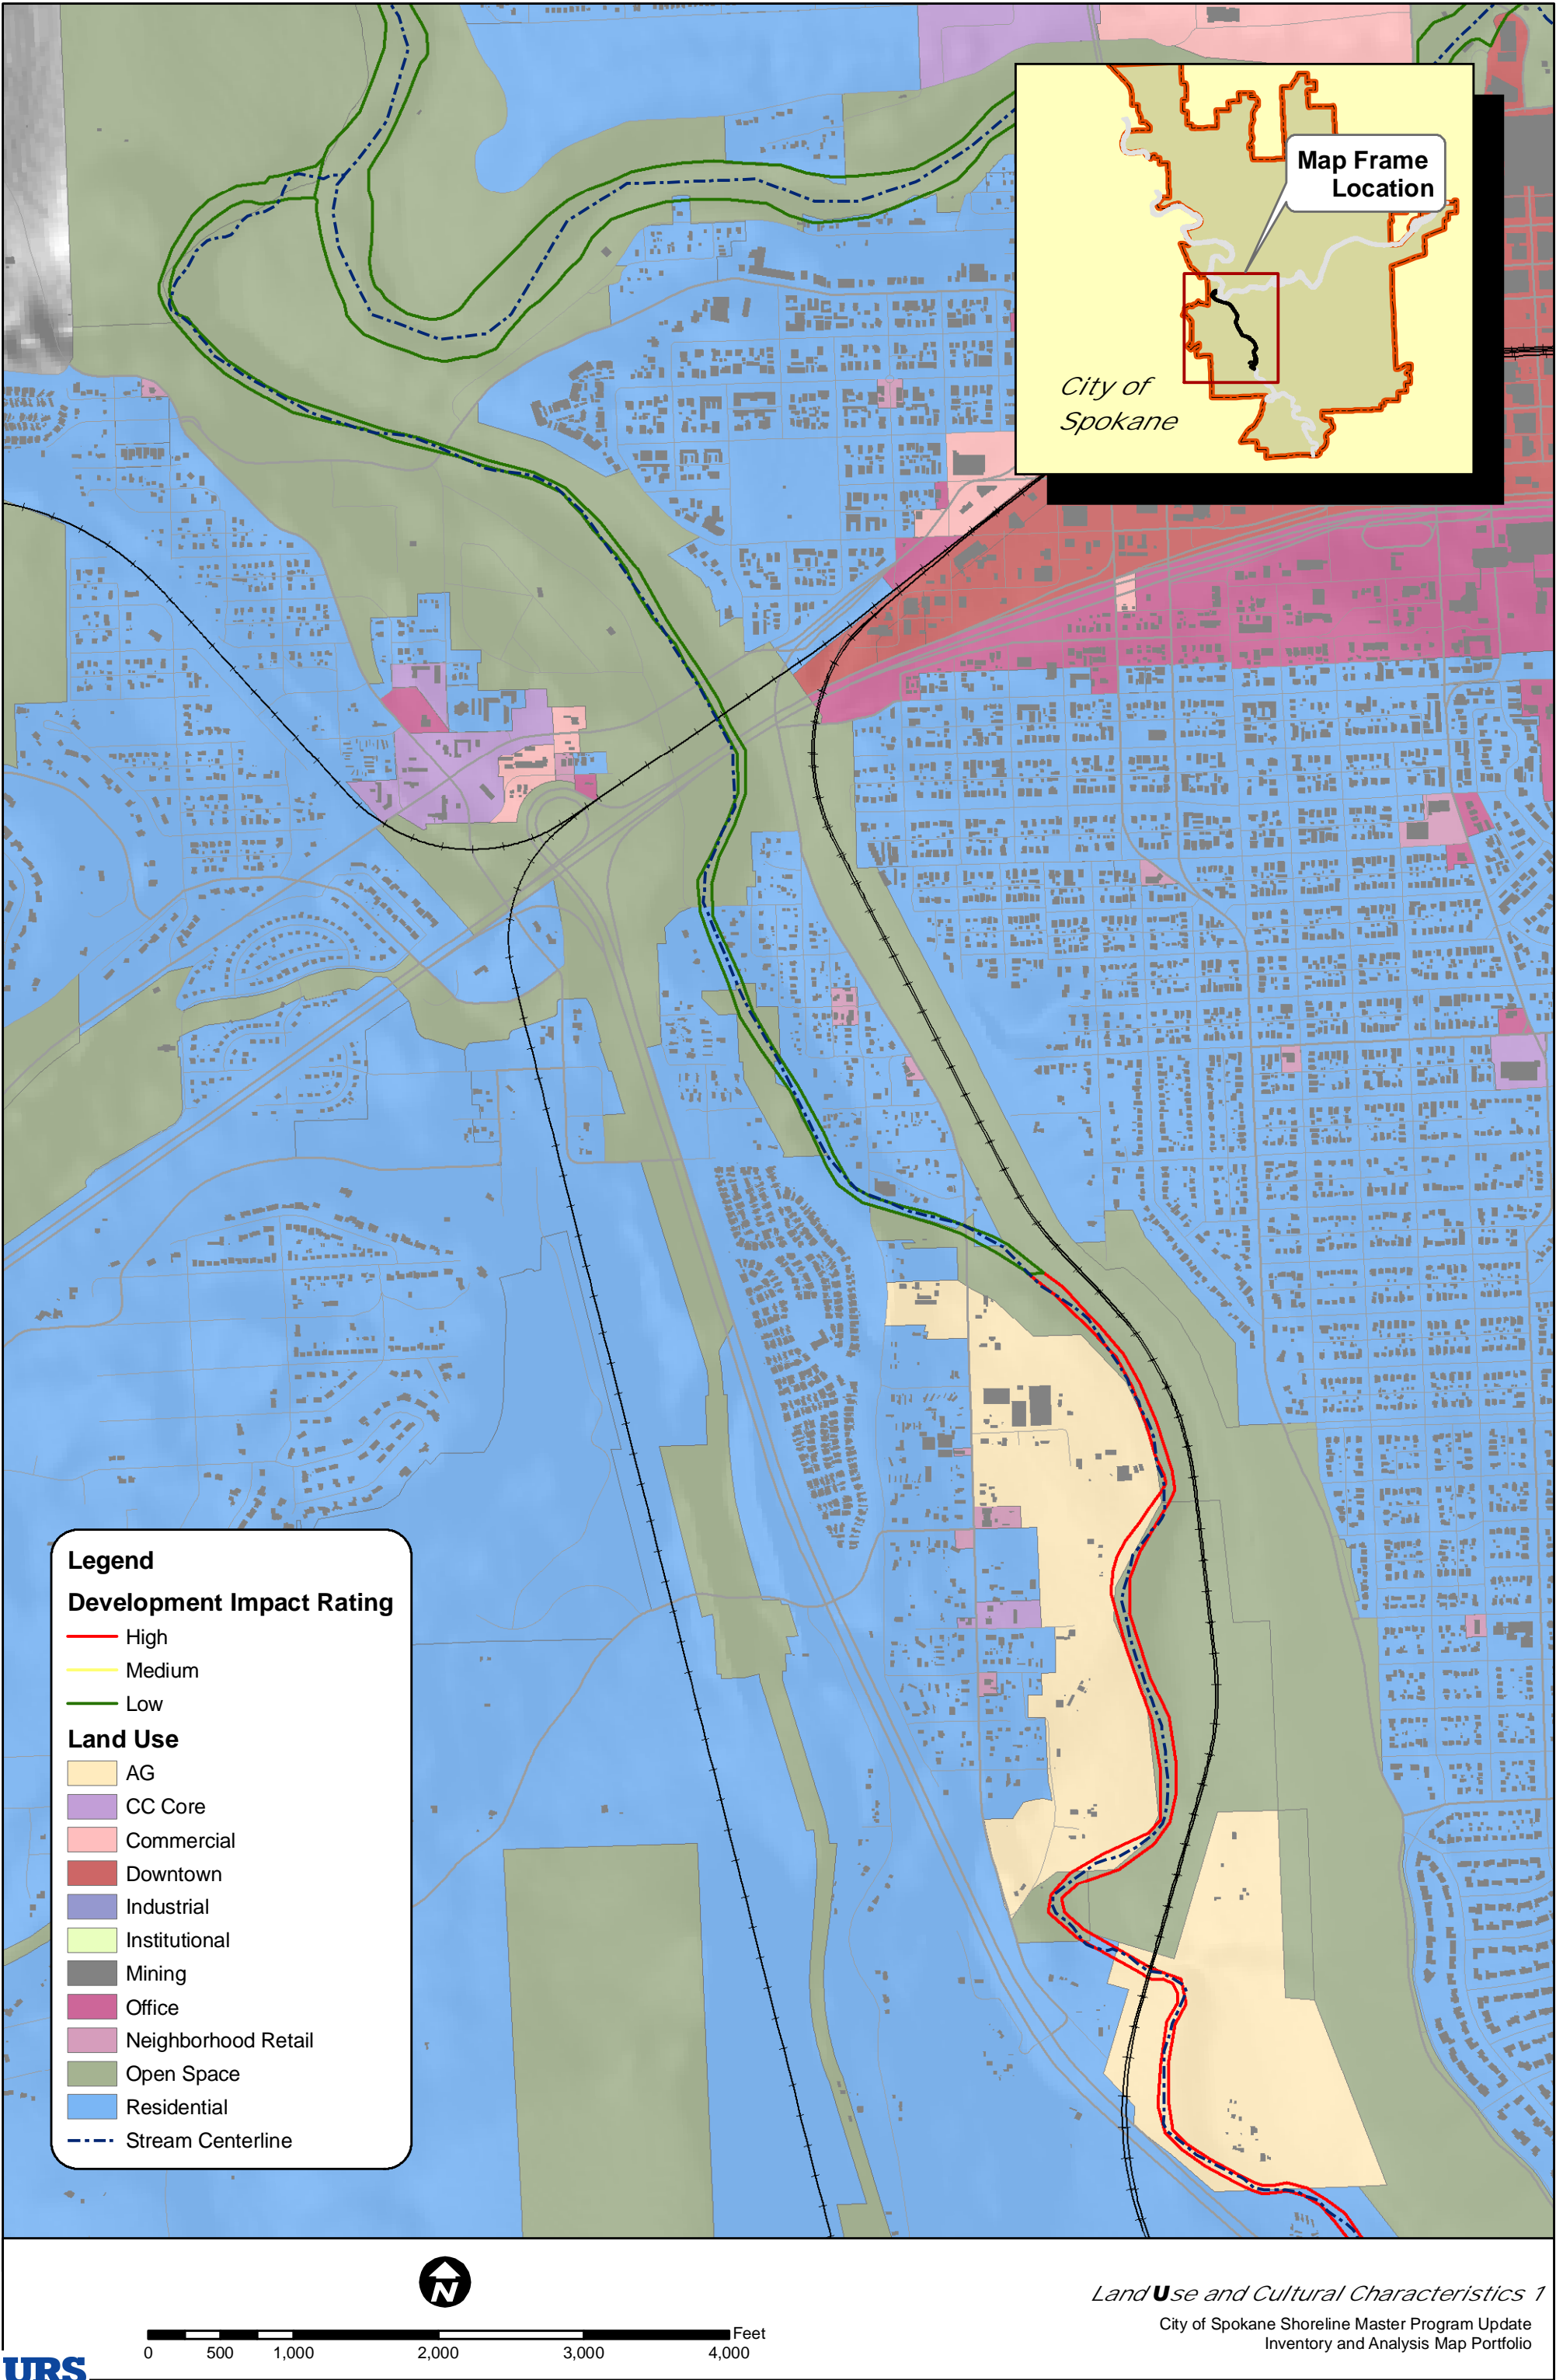 Map Frame
Location
City of
Spokane
Legend
Development Impact Rating
High
Medium
Low
Land Use
AG
CC Core
Commercial
Downtown
Industrial
Institutional
Mining
Office
Neighborhood Retail
Open Space
Residential
Stream Centerline
N
Feet
0 500 1,000 2,000 3,000 4,000
Land Use and Cultural Characteristics 1
City of Spokane Shoreline Master Program Update
Inventory and Analysis Map Portfolio
URS